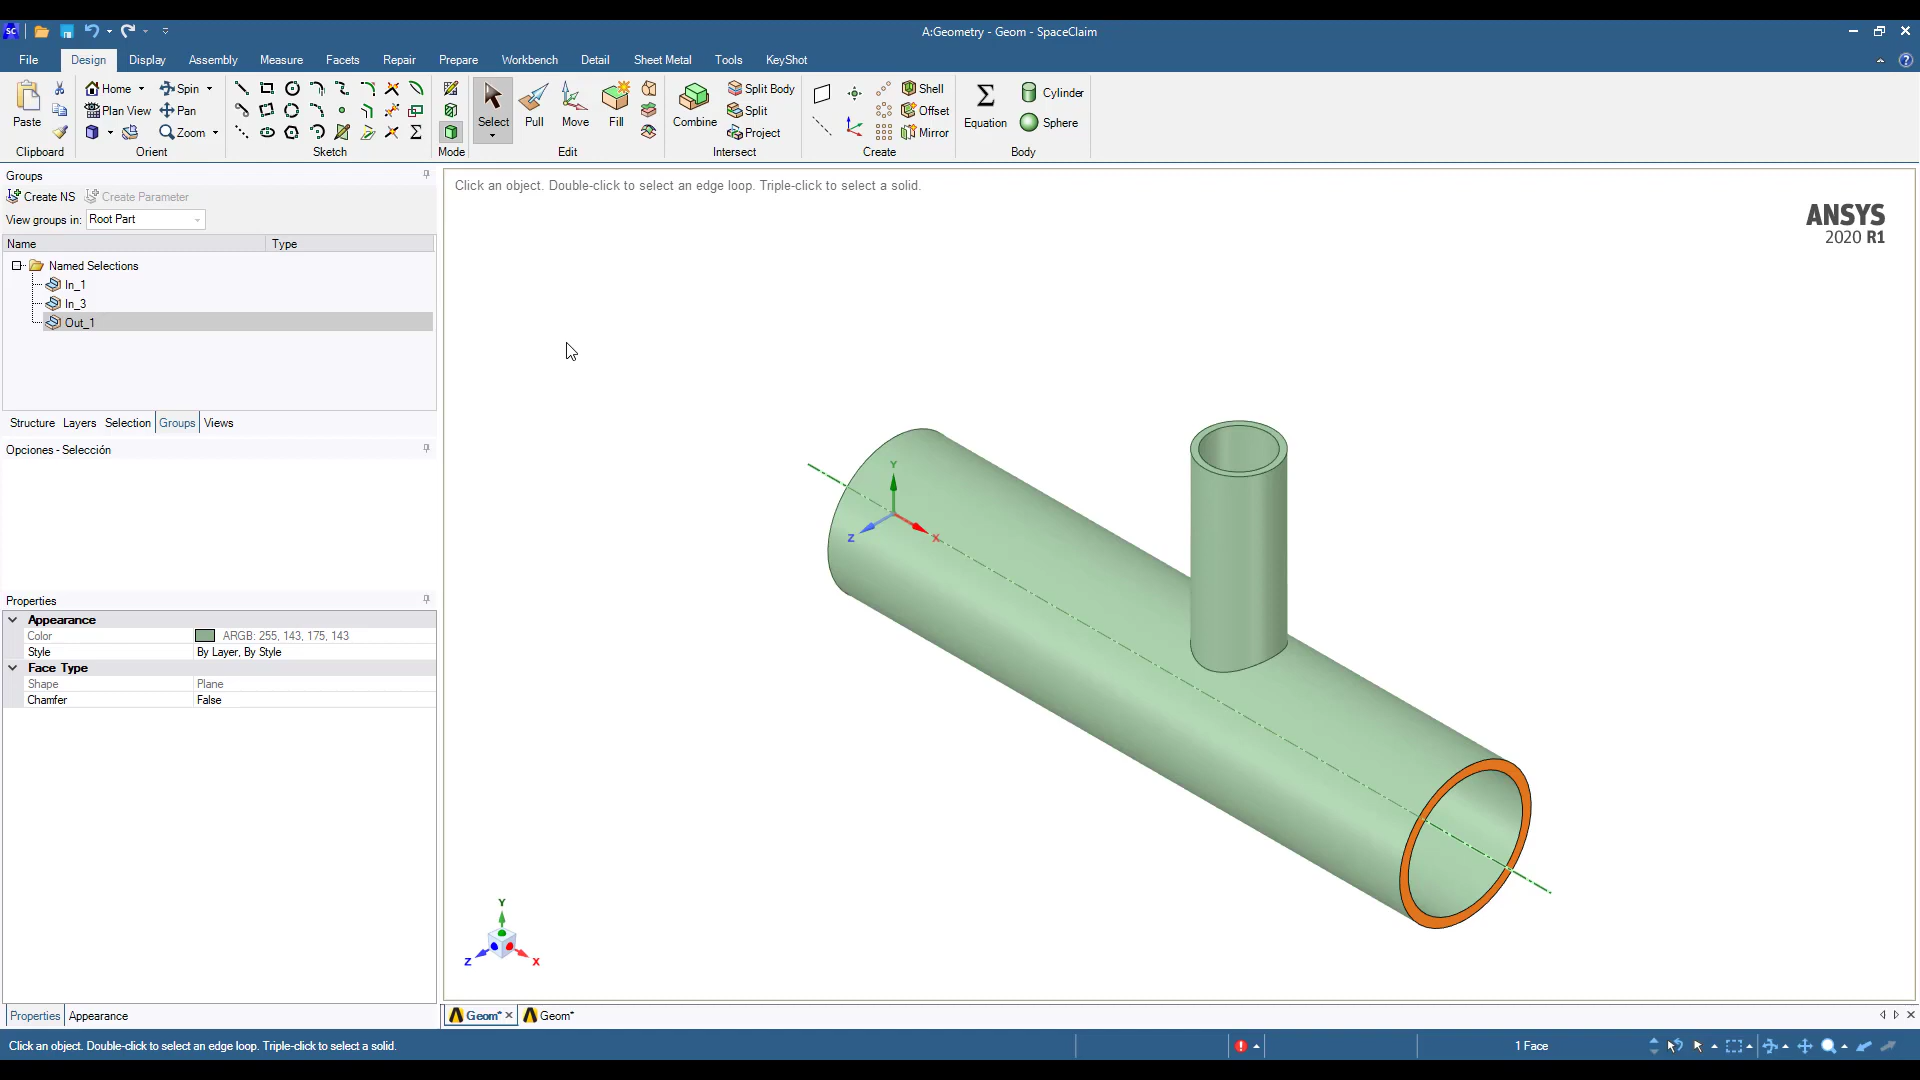 SC
A:Geometry - Geom - SpaceClaim
File Design Display Assembly Measure Facets Repair Prepare Workbench Detail Sheet Metal Tools KeyShot
Paste
Clipboard
Home Spin
Plan View Pan
Zoom
Orient
Sketch
Mode
Select Pull Move Fill
Edit
Combine
Split Body
Split
Project
Intersect
Shell
Offset
Mirror
Create
Equation
Cylinder
Sphere
Body
Groups
Create NS Create Parameter
View groups in: Root Part
Name Type
Named Selections
In_1
In_3
Out_1
Structure Layers Selection Groups Views
Opciones - Selección
Properties
Appearance
Color ARGB: 255, 143, 175, 143
Style By Layer, By Style
Face Type
Shape Plane
Chamfer False
Properties Appearance
Click an object. Double-click to select an edge loop. Triple-click to select a solid.
ANSYS
2020 R1
Y
Z
X
Y
Z
X
Geom* Geom*
Click an object. Double-click to select an edge loop. Triple-click to select a solid.
1 Face